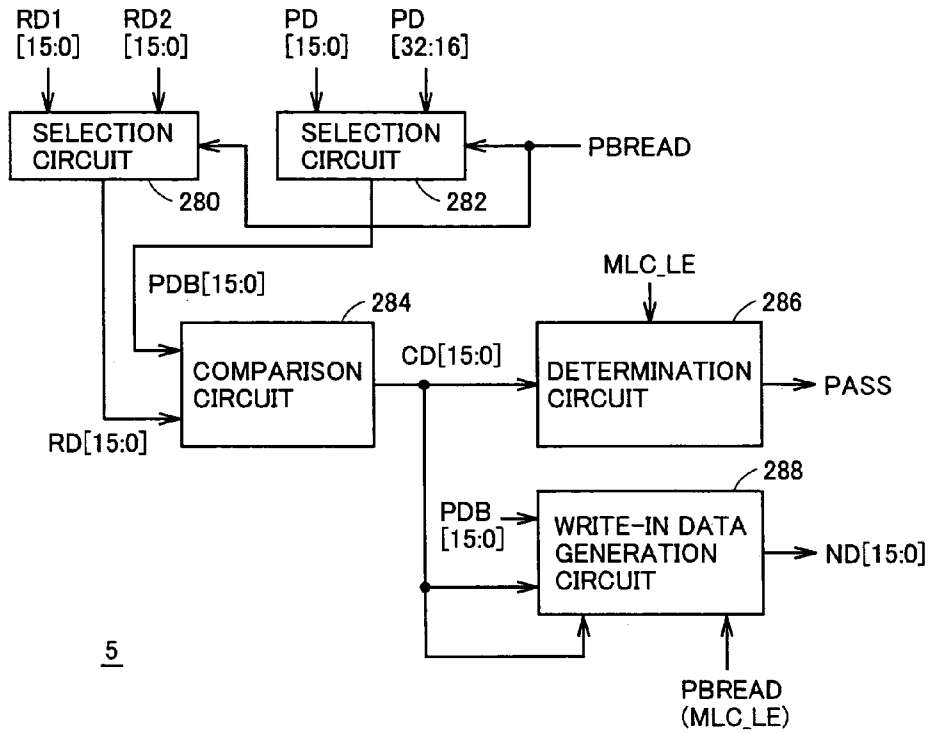 RD1
[15:0]
RD2
[15:0]
PD
[15:0]
PD
[32:16]
SELECTION
CIRCUIT
280
SELECTION
CIRCUIT
282
PBREAD
PDB[15:0]
284
COMPARISON
CIRCUIT
RD[15:0]
CD[15:0]
MLC_LE
286
DETERMINATION
CIRCUIT
PASS
288
PDB
[15:0]
WRITE-IN DATA
GENERATION
CIRCUIT
ND[15:0]
5
PBREAD
(MLC_LE)